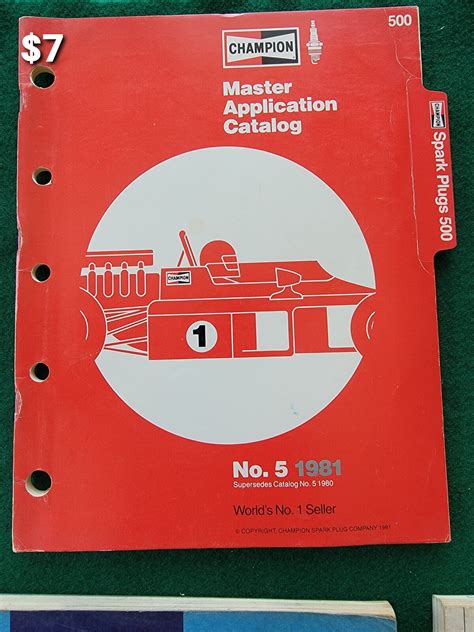 $7
500
CHAMPION
Master
Application
Catalog
CHAMPION
Spark Plugs 500
CHAMPION
1
No. 5 1981
Supersedes Catalog No. 5 1980
World's No. 1 Seller
© COPYRIGHT, CHAMPION SPARK PLUG COMPANY 1981